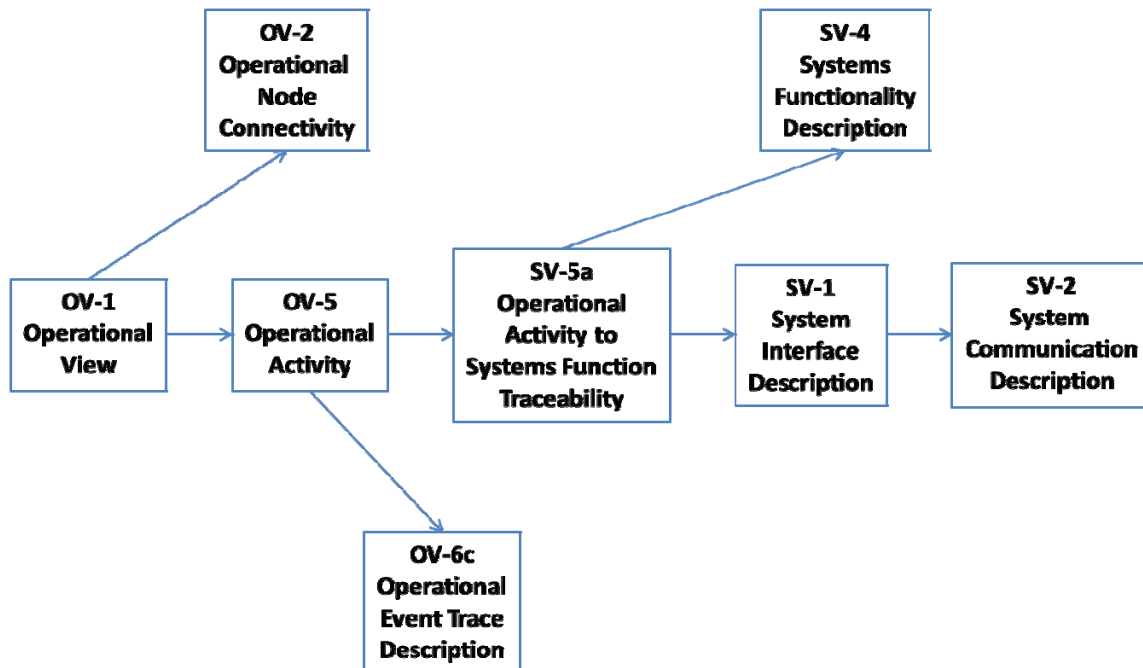 OV-2
Operational
Node
Connectivity
SV-4
Systems
Functionality
Description
OV-1
Operational
View
OV-5
Operational
Activity
SV-5a
Operational
Activity to
Systems Function
Traceability
SV-1
System
Interface
Description
SV-2
System
Communication
Description
OV-6c
Operational
Event Trace
Description